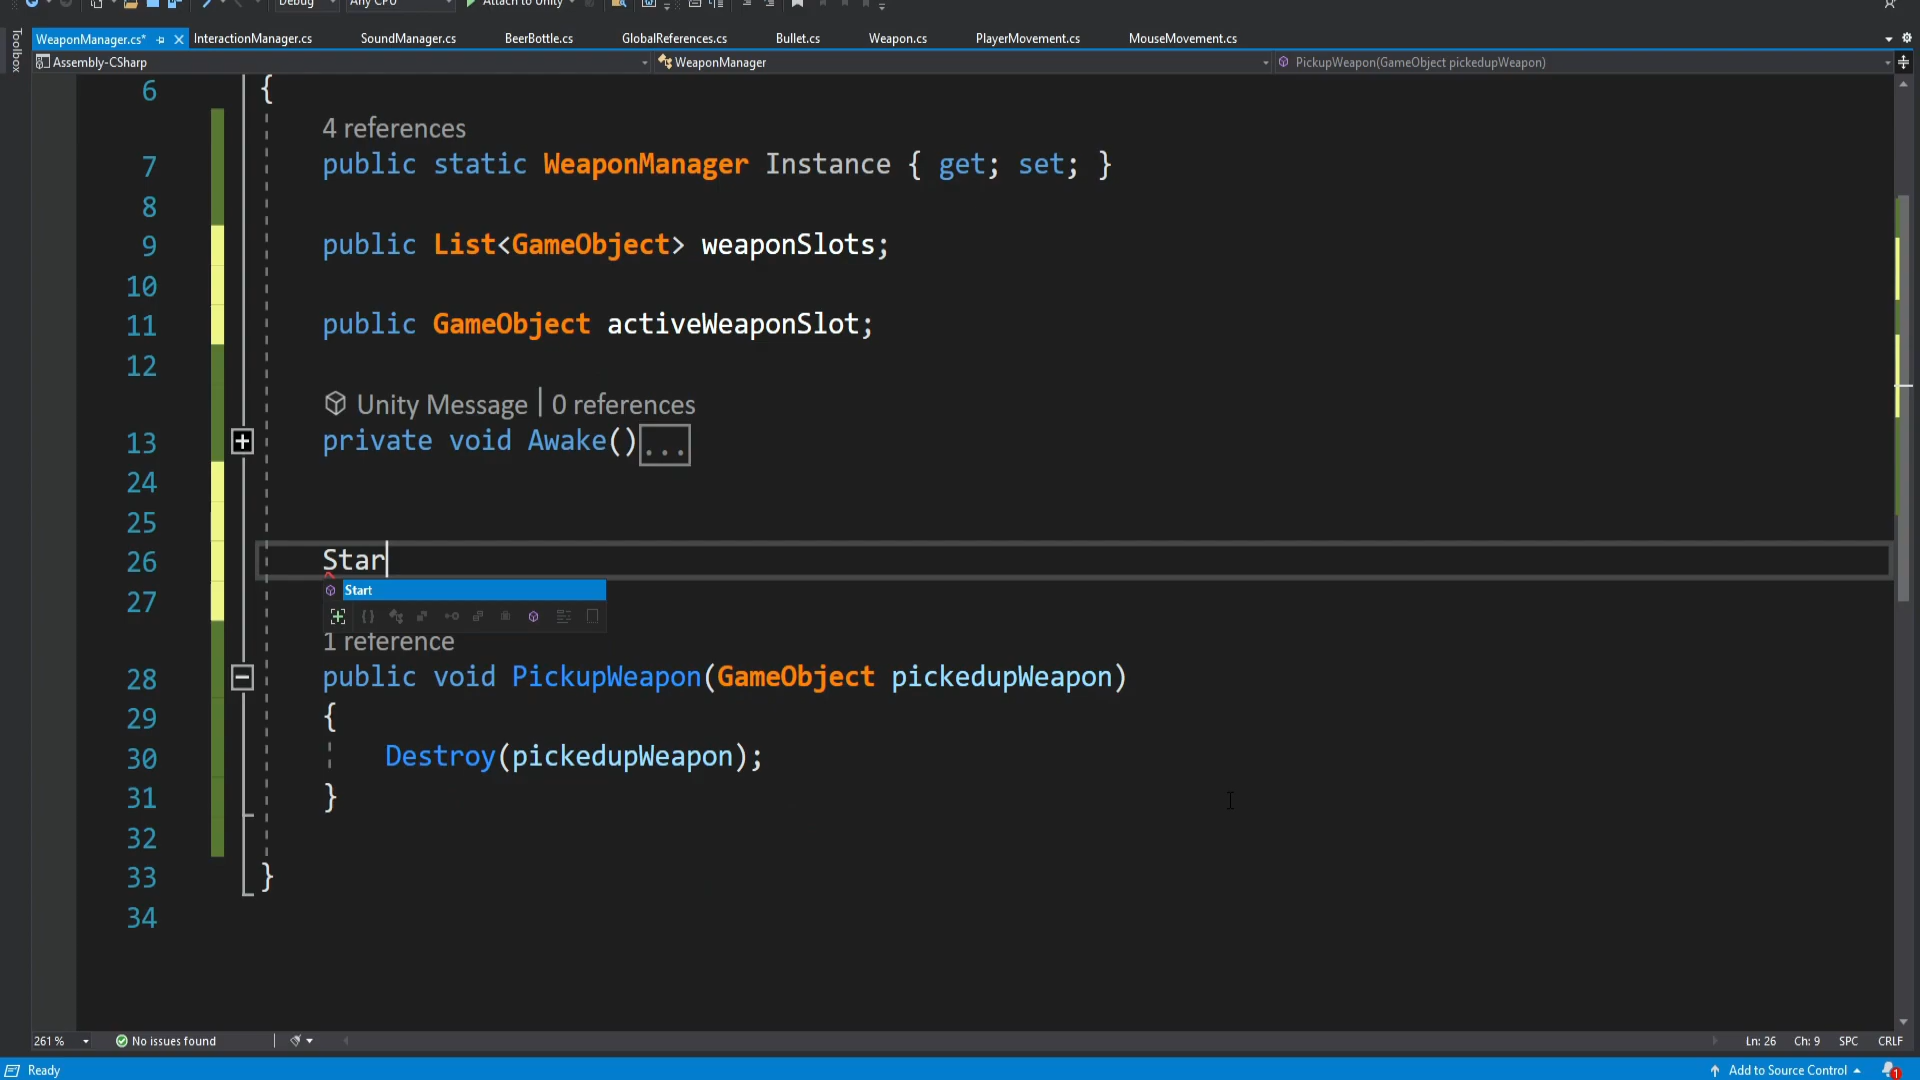 Debug Any CPU Attach to Unity
Toolbox
WeaponManager.cs* InteractionManager.cs SoundManager.cs BeerBottle.cs GlobalReferences.cs Bullet.cs Weapon.cs PlayerMovement.cs MouseMovement.cs
Assembly-CSharp WeaponManager PickupWeapon(GameObject pickedupWeapon)
6 {
4 references
7 public static WeaponManager Instance { get; set; }
8
9 public List<GameObject> weaponSlots;
10
11 public GameObject activeWeaponSlot;
12
Unity Message | 0 references
13 private void Awake()...
24
25
26 Star
Start
27
1 reference
28 public void PickupWeapon(GameObject pickedupWeapon)
29 {
30 Destroy(pickedupWeapon);
31 }
32
33 }
34
261 % No issues found Ln: 26 Ch: 9 SPC CRLF
Ready Add to Source Control 1